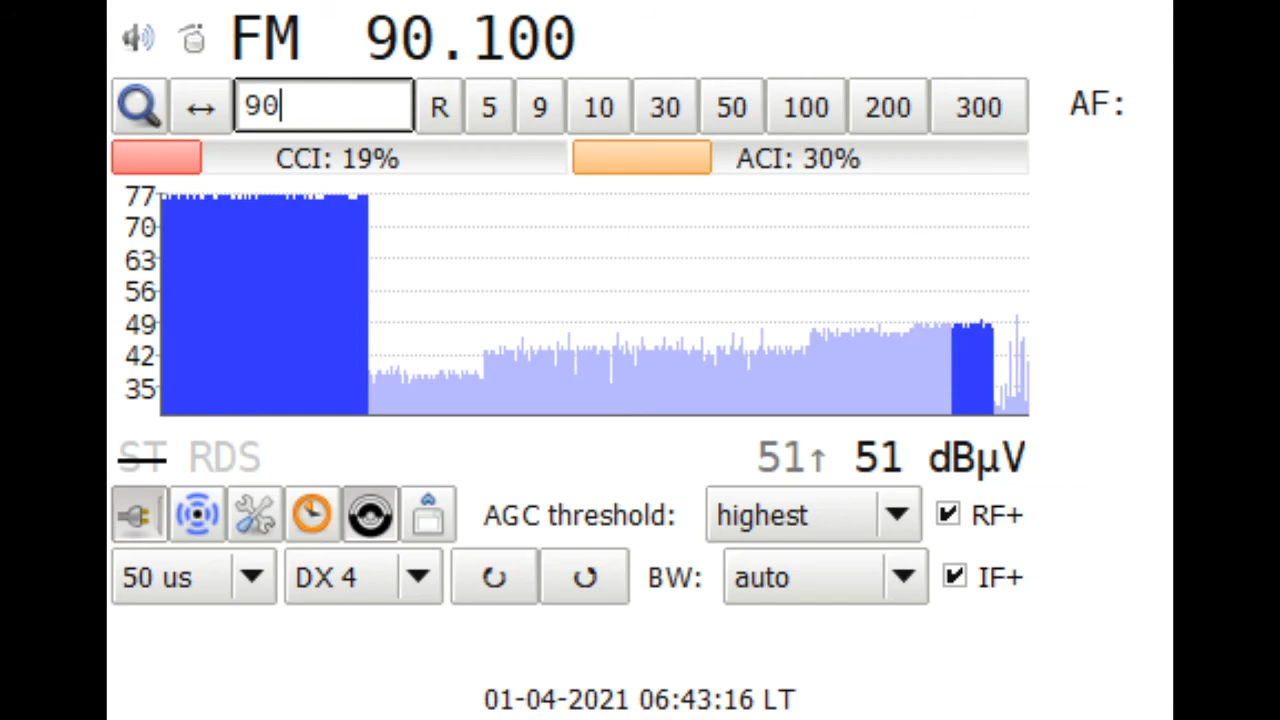 FM 90.100
↔ 90 R 5 9 10 30 50 100 200 300 AF:
CCI: 19% ACI: 30%
77
70
63
56
49
42
35
ST RDS 51↑ 51 dBµV
AGC threshold: highest RF+
50 us DX 4 ↻ ↺ BW: auto IF+
01-04-2021 06:43:16 LT